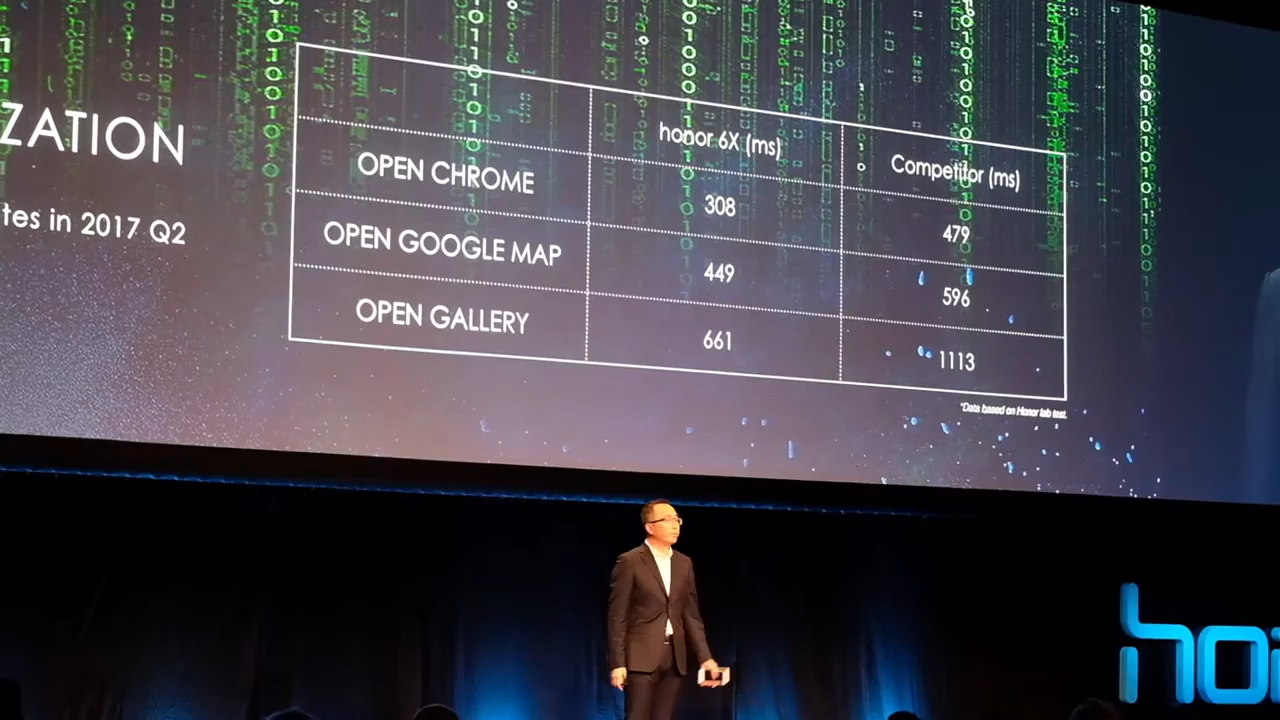 ZATION
tes in 2017 Q2
honor 6X (ms)
Competitor (ms)
OPEN CHROME
308
479
OPEN GOOGLE MAP
449
596
OPEN GALLERY
661
1113
*Data based on Honor lab test.